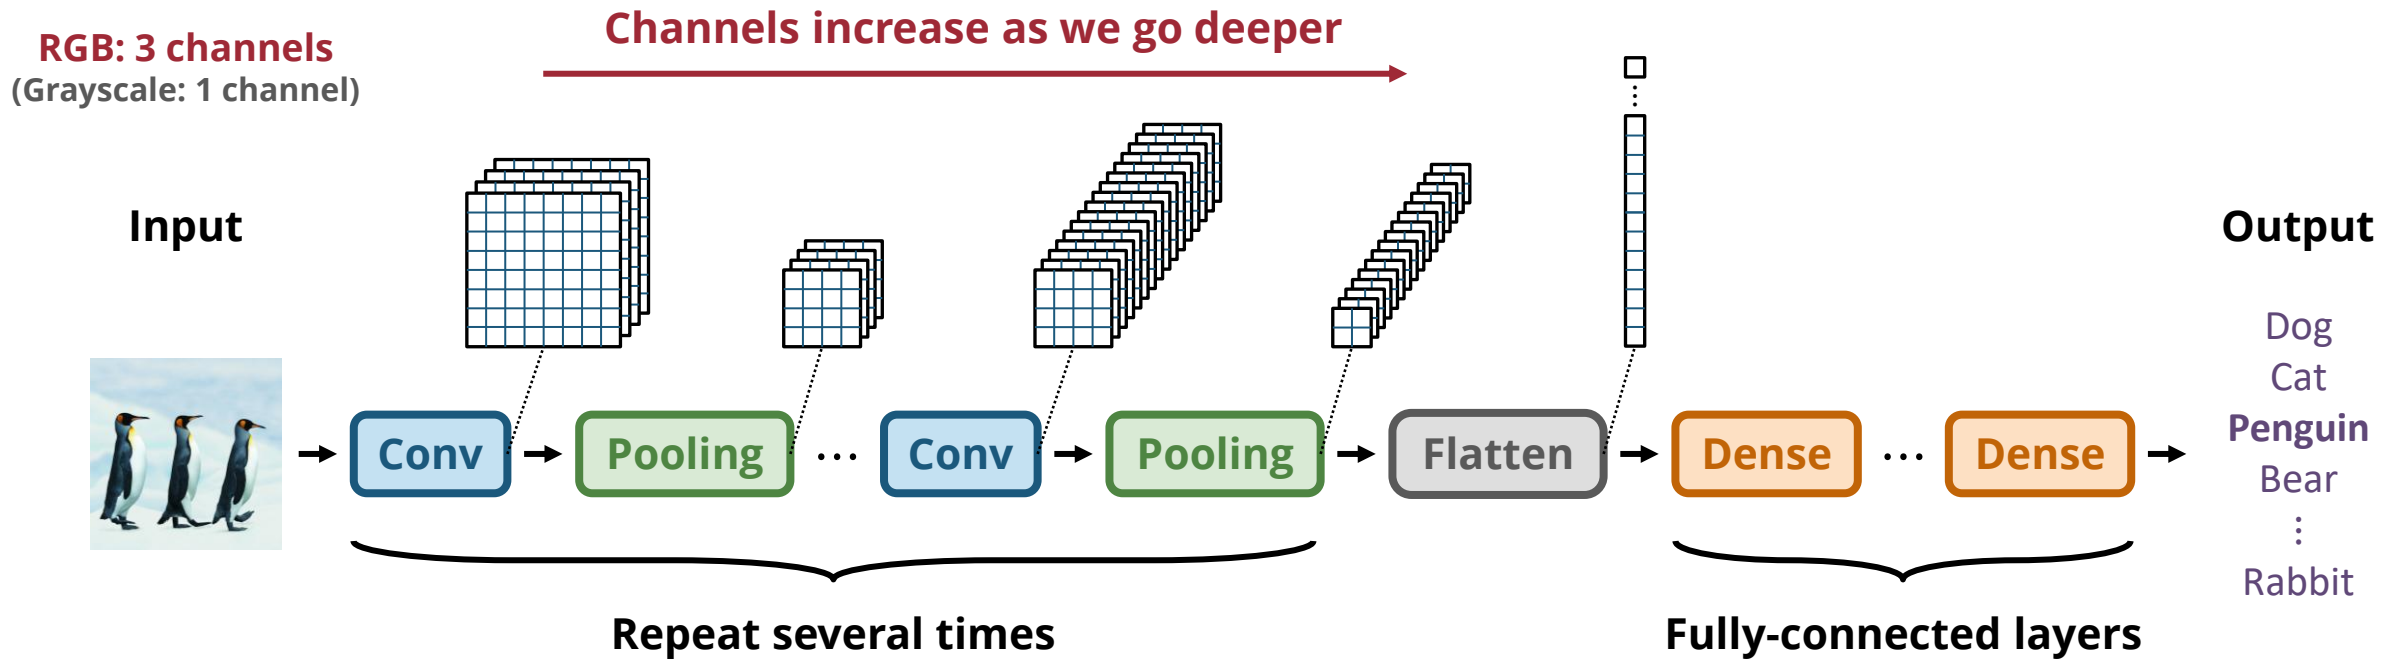 RGB: 3 channels
(Grayscale: 1 channel)
Channels increase as we go deeper
Input
Output
Conv
Pooling
...
Conv
Pooling
Flatten
Dense
...
Dense
Dog
Cat
Penguin
Bear
⋮
Rabbit
Repeat several times
Fully-connected layers